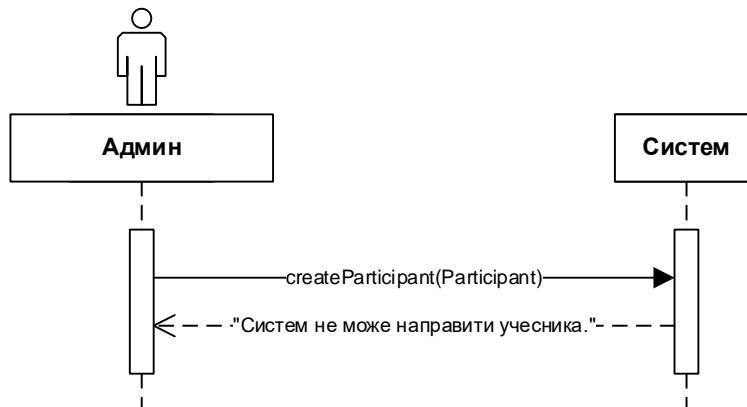 Админ
Систем
createParticipant(Participant)
"Систем не може направити учесника."